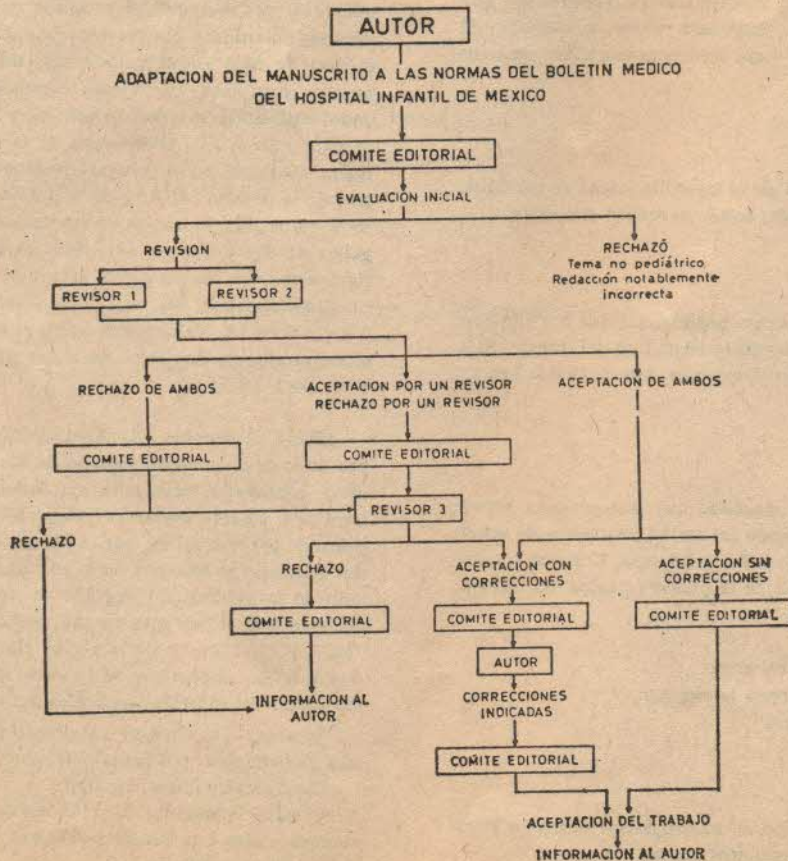 AUTOR
ADAPTACION DEL MANUSCRITO A LAS NORMAS DEL BOLETIN MEDICO
DEL HOSPITAL INFANTIL DE MEXICO
COMITE EDITORIAL
EVALUACION INICIAL
REVISION
RECHAZÓ
Tema no pediátrico
Redacción notablemente
incorrecta
REVISOR 1
REVISOR 2
RECHAZO DE AMBOS
ACEPTACION POR UN REVISOR
RECHAZO POR UN REVISOR
ACEPTACION DE AMBOS
COMITE EDITORIAL
COMITE EDITORIAL
REVISOR 3
RECHAZO
RECHAZO
ACEPTACION CON
CORRECCIONES
ACEPTACION SIN
CORRECCIONES
COMITE EDITORIAL
COMITE EDITORIAL
COMITE EDITORIAL
AUTOR
INFORMACION AL
AUTOR
CORRECCIONES
INDICADAS
COMITE EDITORIAL
ACEPTACION DEL TRABAJO
INFORMACION AL AUTOR